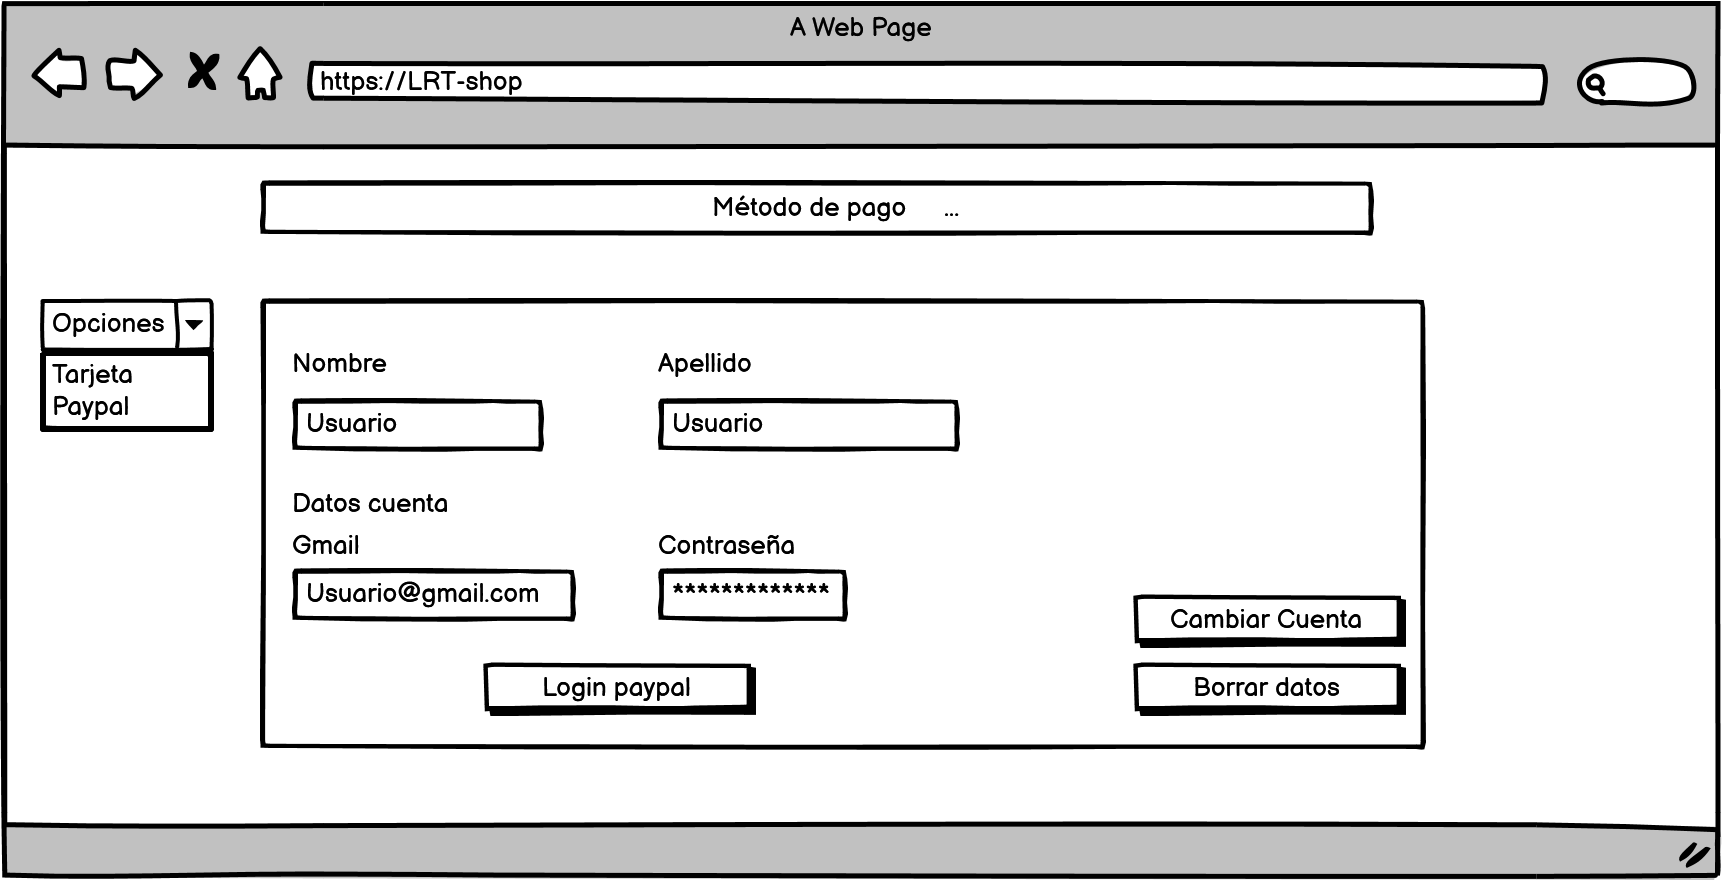 A Web Page
https://LRT-shop
Método de pago ...
Opciones
Tarjeta
Paypal
Nombre Apellido
Usuario Usuario
Datos cuenta
Gmail Contraseña
Usuario@gmail.com *************
Cambiar Cuenta
Login paypal Borrar datos